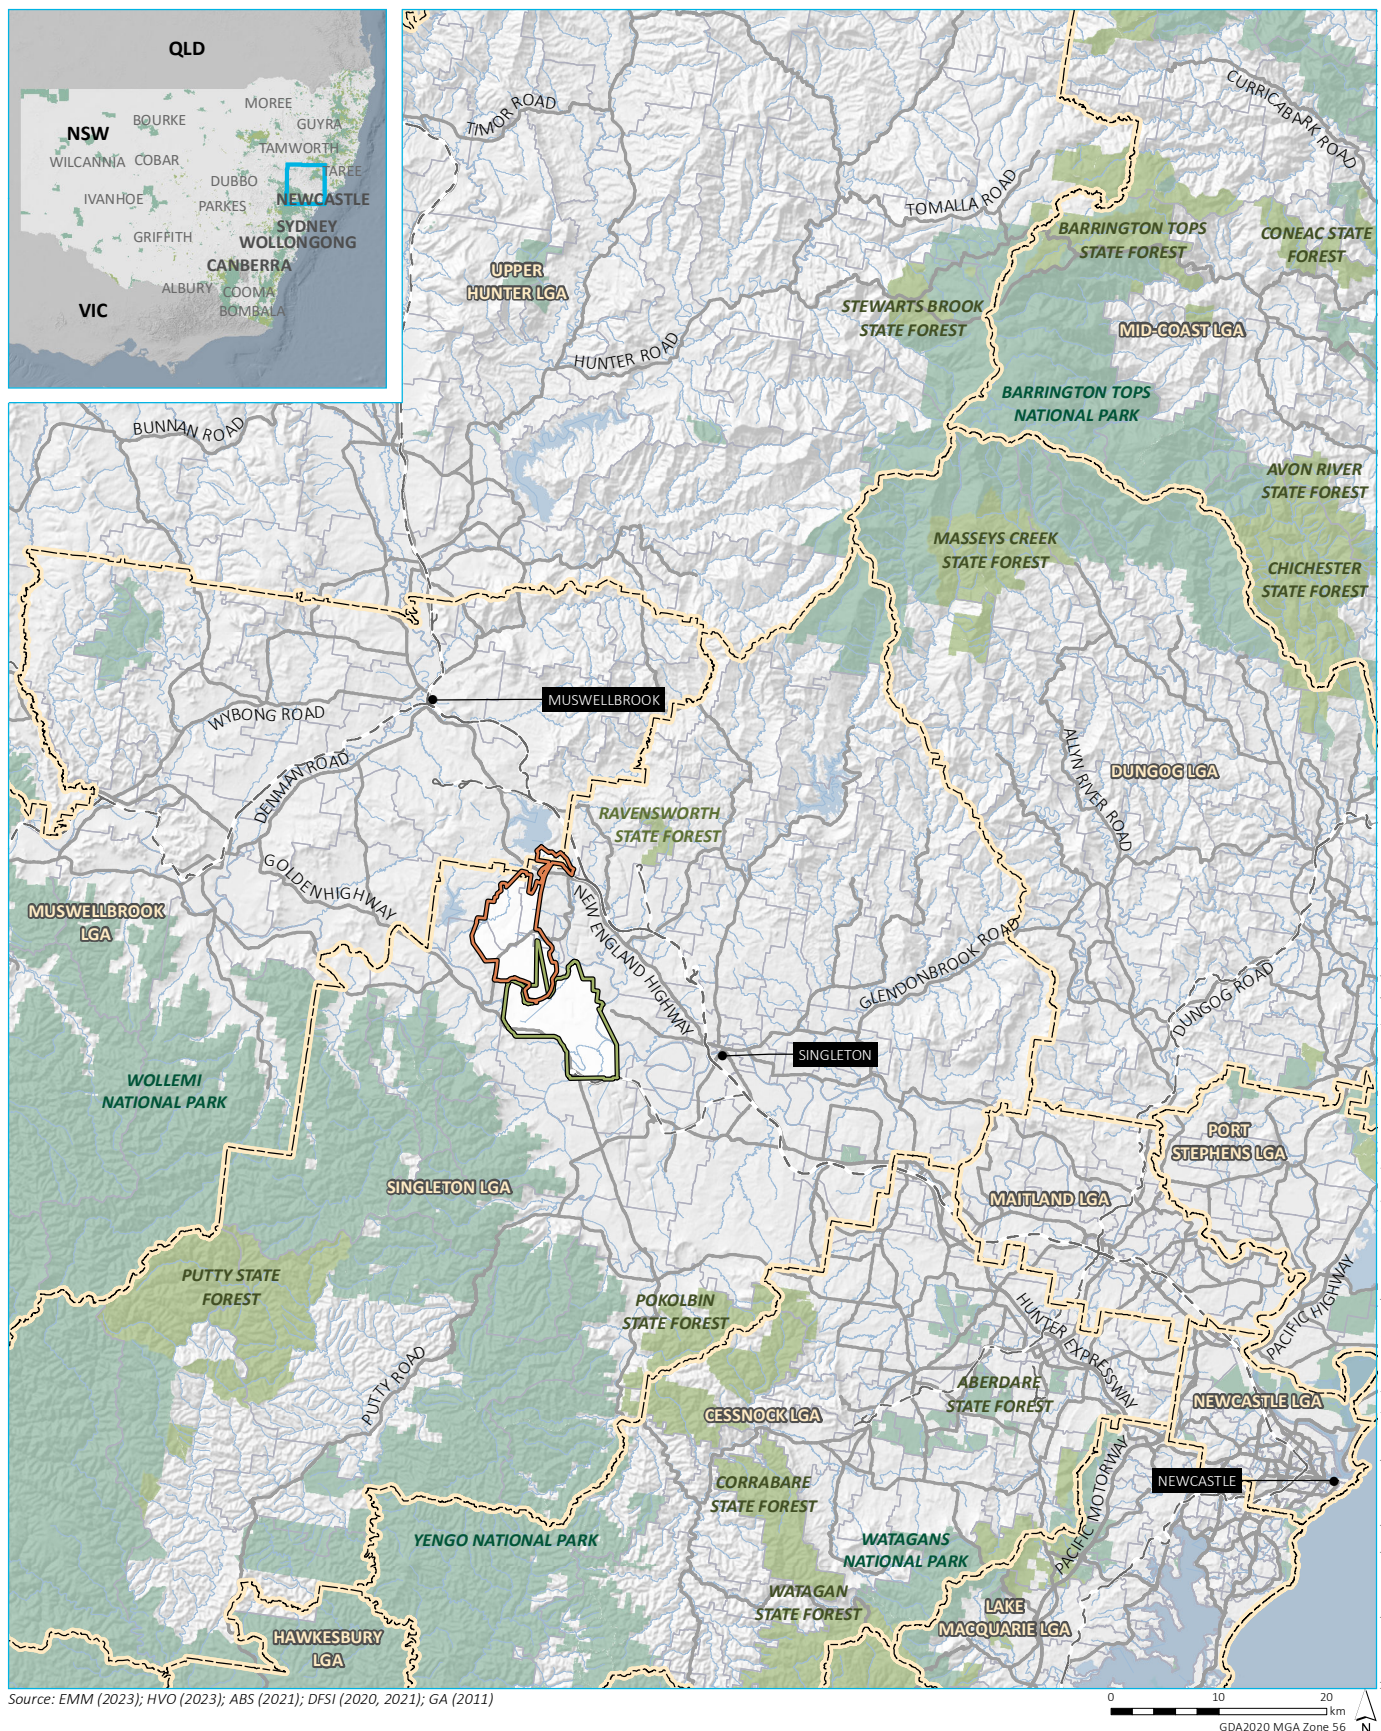 QLD
MOREE
BOURKE
GUYRA
NSW
TAMWORTH
WILCANNIA
COBAR
TAREE
DUBBO
IVANHOE
PARKES
NEWCASTLE
SYDNEY
GRIFFITH
WOLLONGONG
CANBERRA
ALBURY
COOMA
VIC
BOMBALA
CURRICABARK ROAD
TIMOR ROAD
TOMALLA ROAD
BARRINGTON TOPS
STATE FOREST
CONEAC STATE
FOREST
UPPER
HUNTER LGA
STEWARTS BROOK
STATE FOREST
MID-COAST LGA
HUNTER ROAD
BARRINGTON TOPS
NATIONAL PARK
BUNNAN ROAD
AVON RIVER
STATE FOREST
MASSEYS CREEK
STATE FOREST
CHICHESTER
STATE FOREST
MUSWELLBROOK
WYBONG ROAD
DENMAN ROAD
ALLYN RIVER ROAD
DUNGOG LGA
RAVENSWORTH
STATE FOREST
GOLDENHIGHWAY
MUSWELLBROOK
LGA
NEW ENGLAND HIGHWAY
GLENDONBROOK ROAD
DUNGOG ROAD
SINGLETON
WOLLEMI
NATIONAL PARK
PORT
STEPHENS LGA
SINGLETON LGA
MAITLAND LGA
PUTTY STATE
FOREST
POKOLBIN
STATE FOREST
PACIFIC HIGHWAY
HUNTER EXPRESSWAY
PUTTY ROAD
ABERDARE
STATE FOREST
NEWCASTLE LGA
CESSNOCK LGA
PACIFIC MOTORWAY
NEWCASTLE
CORRABARE
STATE FOREST
YENGO NATIONAL PARK
WATAGANS
NATIONAL PARK
WATAGAN
STATE FOREST
LAKE
MACQUARIE LGA
HAWKESBURY
LGA
Source: EMM (2023); HVO (2023); ABS (2021); DFSI (2020, 2021); GA (2011)
0 10 20
km
GDA2020 MGA Zone 56 N